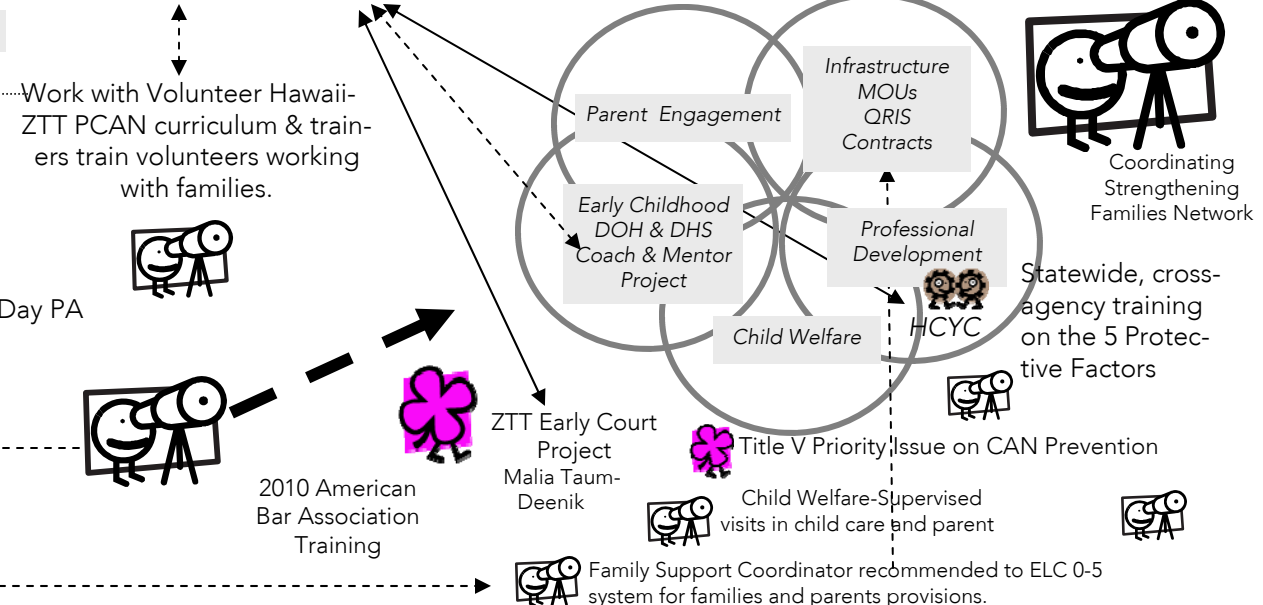 Work with Volunteer Hawaii-
ZTT PCAN curriculum & train-
ers train volunteers working
with families.
Day PA
2010 American
Bar Association
Training
ZTT Early Court
Project
Malia Taum-
Deenik
Parent Engagement
Infrastructure
MOUs
QRIS
Contracts
Early Childhood
DOH & DHS
Coach & Mentor
Project
Professional
Development
HCYC
Child Welfare
Coordinating
Strengthening
Families Network
Statewide, cross-
agency training
on the 5 Protec-
tive Factors
Title V Priority Issue on CAN Prevention
Child Welfare-Supervised
visits in child care and parent
Family Support Coordinator recommended to ELC 0-5
system for families and parents provisions.